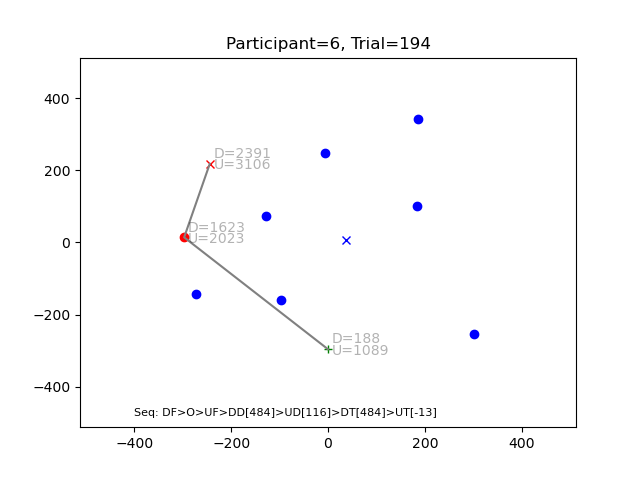 Participant=6, Trial=194
400
200
0
−200
−400
D=2391
U=3106
D=1623
U=2023
D=188
U=1089
Seq: DF>O>UF>DD[484]>UD[116]>DT[484]>UT[-13]
−400
−200
0
200
400